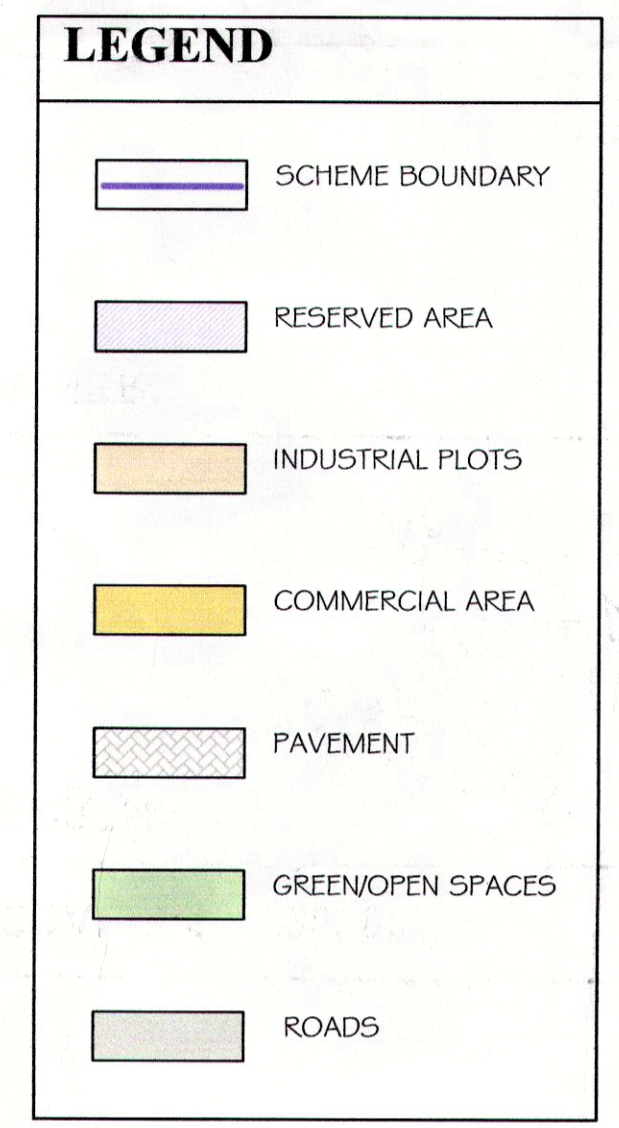 LEGEND
SCHEME BOUNDARY
RESERVED AREA
INDUSTRIAL PLOTS
COMMERCIAL AREA
PAVEMENT
GREEN/OPEN SPACES
ROADS